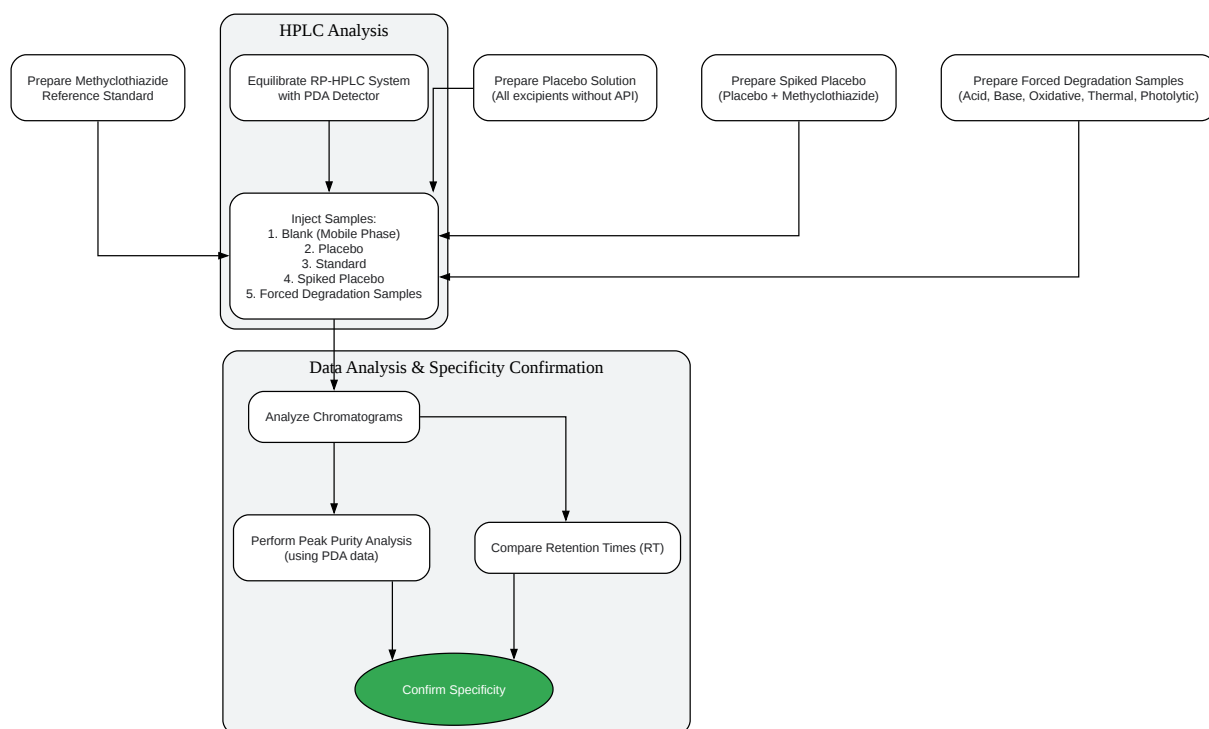 HPLC Analysis
Prepare Methyclothiazide
Reference Standard
Equilibrate RP-HPLC System
with PDA Detector
Prepare Placebo Solution
(All excipients without API)
Prepare Spiked Placebo
(Placebo + Methyclothiazide)
Prepare Forced Degradation Samples
(Acid, Base, Oxidative, Thermal, Photolytic)
Inject Samples:
1. Blank (Mobile Phase)
2. Placebo
3. Standard
4. Spiked Placebo
5. Forced Degradation Samples
Data Analysis & Specificity Confirmation
Analyze Chromatograms
Perform Peak Purity Analysis
(using PDA data)
Compare Retention Times (RT)
Confirm Specificity